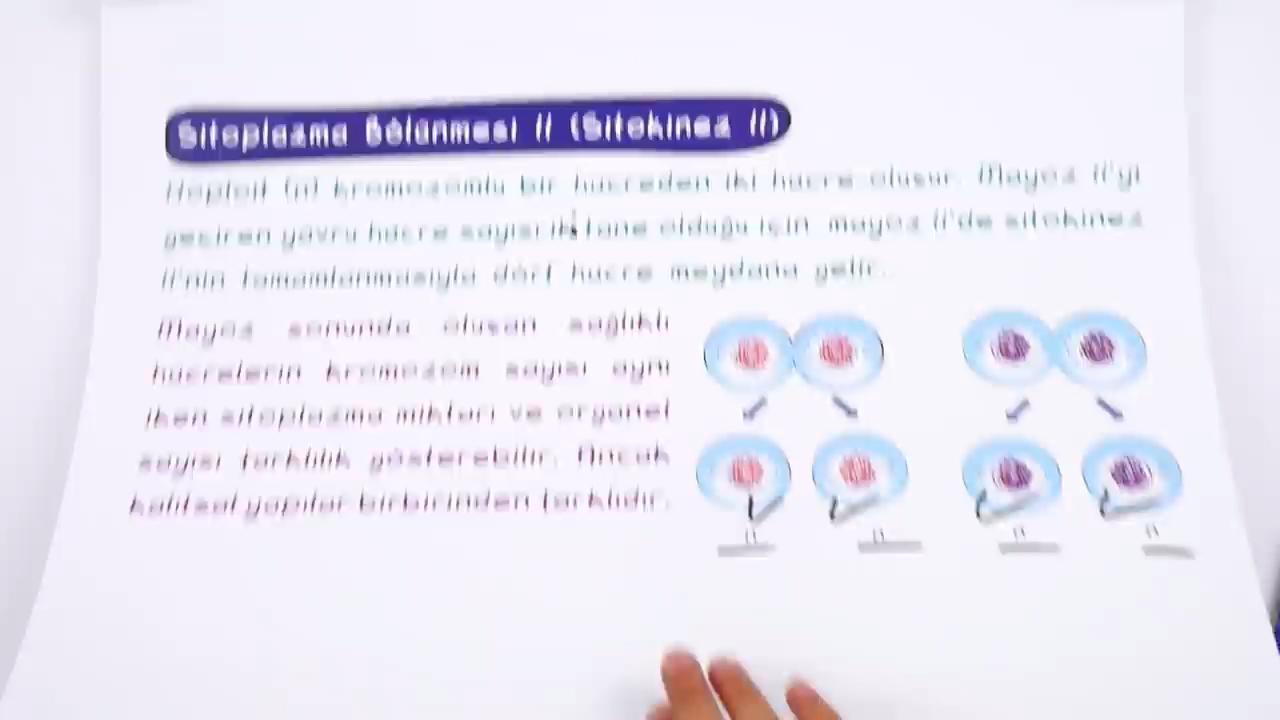 Sitoplazma Bölünmesi II (Sitokinez II)
Haploit (n) kromozomlu bir hücreden iki hücre oluşur. Mayoz II'yi
geçiren yavru hücre sayısı iki tane olduğu için mayoz II'de sitokinez
II'nin tamamlanmasıyla dört hücre meydana gelir.
Mayoz sonunda oluşan sağlıklı
hücrelerin kromozom sayısı aynı
iken sitoplazma miktarı ve organel
sayısı farklılık gösterebilir. Ancak
kalıtsal yapılar birbirinden farklıdır.
n n n n